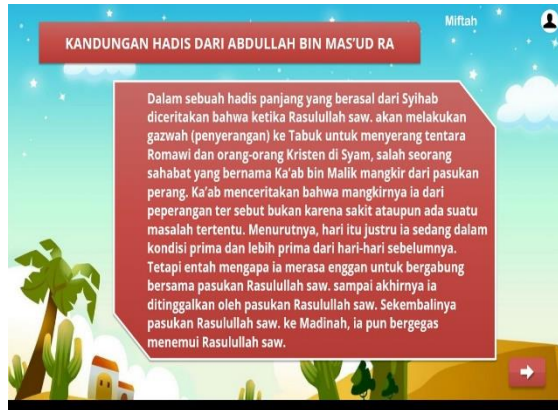 Miftah
KANDUNGAN HADIS DARI ABDULLAH BIN MAS'UD RA
Dalam sebuah hadis panjang yang berasal dari Syihab
diceritakan bahwa ketika Rasulullah saw. akan melakukan
gazwah (penyerangan) ke Tabuk untuk menyerang tentara
Romawi dan orang-orang Kristen di Syam, salah seorang
sahabat yang bernama Ka'ab bin Malik mangkir dari pasukan
perang. Ka'ab menceritakan bahwa mangkirnya ia dari
peperangan ter sebut bukan karena sakit ataupun ada suatu
masalah tertentu. Menurutnya, hari itu justru ia sedang dalam
kondisi prima dan lebih prima dari hari-hari sebelumnya.
Tetapi entah mengapa ia merasa enggan untuk bergabung
bersama pasukan Rasulullah saw. sampai akhirnya ia
ditinggalkan oleh pasukan Rasulullah saw. Sekembalinya
pasukan Rasulullah saw. ke Madinah, ia pun bergegas
menemui Rasulullah saw.